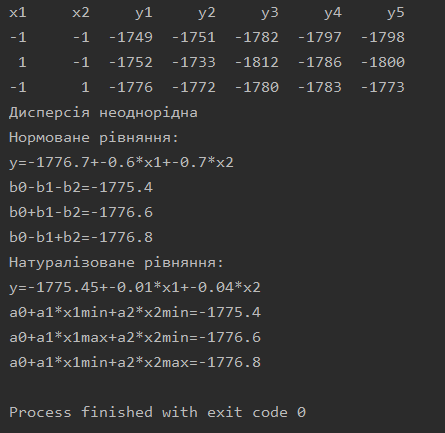 x1 x2 y1 y2 y3 y4 y5
-1 -1 -1749 -1751 -1782 -1797 -1798
1 -1 -1752 -1733 -1812 -1786 -1800
-1 1 -1776 -1772 -1780 -1783 -1773
Дисперсія неоднорідна
Нормоване рівняння:
y=-1776.7+-0.6*x1+-0.7*x2
b0-b1-b2=-1775.4
b0+b1-b2=-1776.6
b0-b1+b2=-1776.8
Натуралізоване рівняння:
y=-1775.45+-0.01*x1+-0.04*x2
a0+a1*x1min+a2*x2min=-1775.4
a0+a1*x1max+a2*x2min=-1776.6
a0+a1*x1min+a2*x2max=-1776.8
Process finished with exit code 0